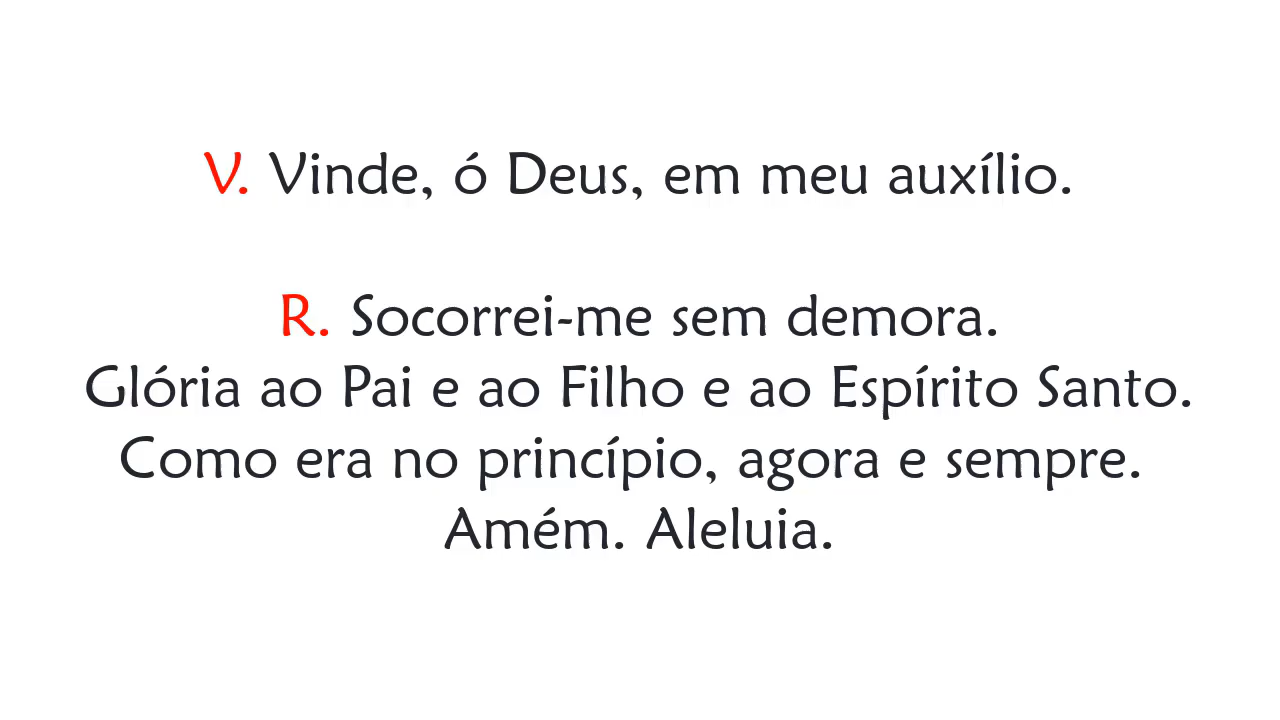 V. Vinde, ó Deus, em meu auxílio.
R. Socorrei-me sem demora.
Glória ao Pai e ao Filho e ao Espírito Santo.
Como era no princípio, agora e sempre.
Amém. Aleluia.